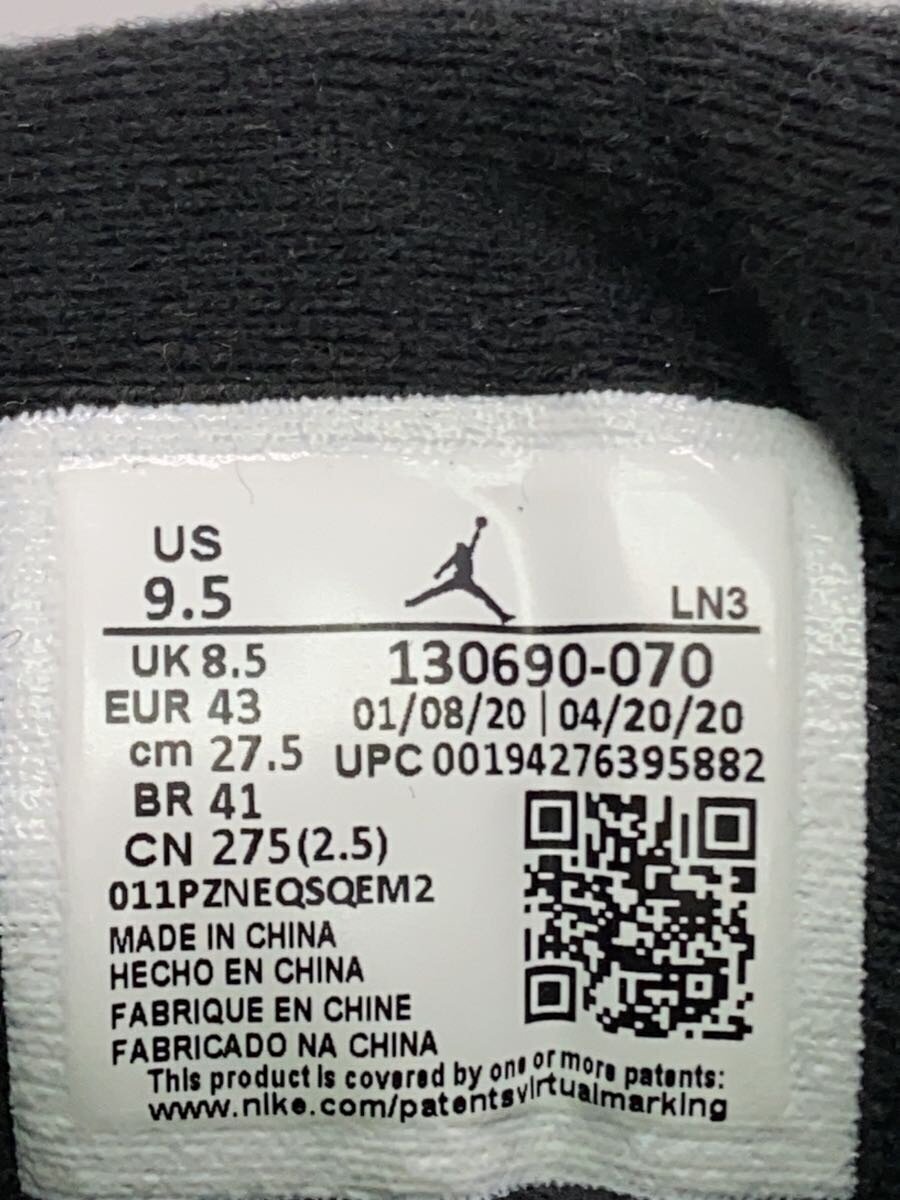 US
9.5
LN3
UK 8.5
130690-070
EUR 43
01/08/20 | 04/20/20
cm 27.5
UPC 00194276395882
BR 41
CN 275(2.5)
011PZNEQSQEM2
MADE IN CHINA
HECHO EN CHINA
FABRIQUE EN CHINE
FABRICADO NA CHINA
This product is covered by one or more patents:
www.nike.com/patentsvirtualmarking